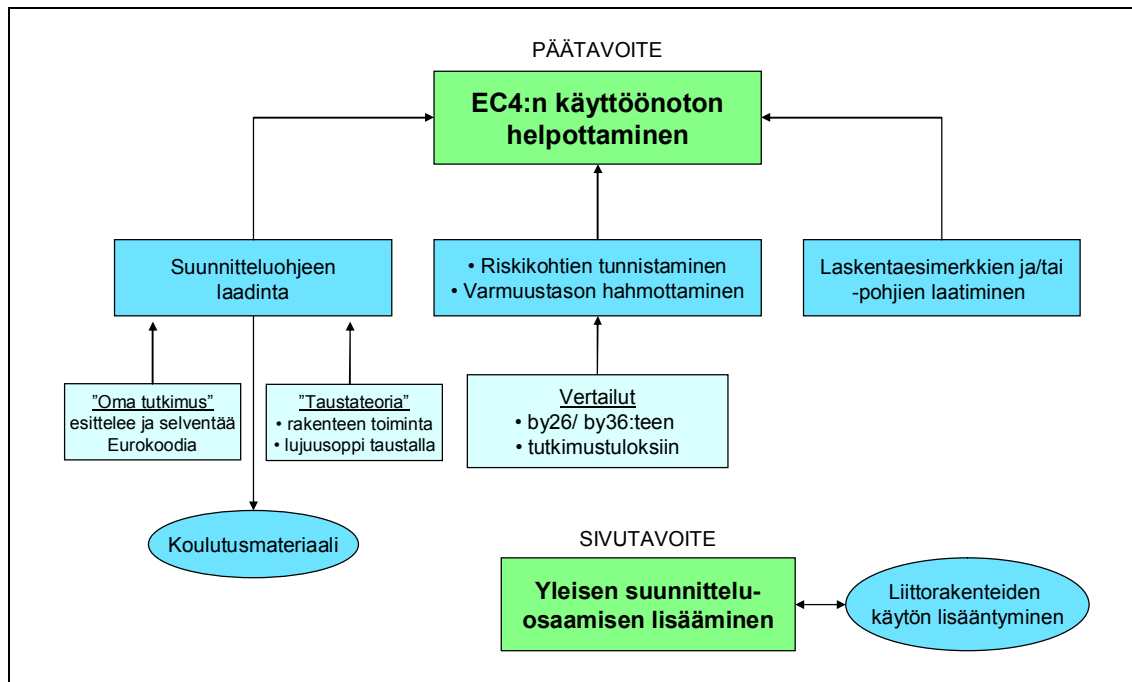 PÄÄTAVOITE
EC4:n käyttöönoton
helpottaminen
Suunnitteluohjeen
laadinta
• Riskikohtien tunnistaminen
• Varmuustason hahmottaminen
Laskentaesimerkkien ja/tai
-pohjien laatiminen
”Oma tutkimus”
esittelee ja selventää
Eurokoodia
”Taustateoria”
• rakenteen toiminta
• lujuusoppi taustalla
Vertailut
• by26/ by36:teen
• tutkimustuloksiin
Koulutusmateriaali
SIVUTAVOITE
Yleisen suunnittelu-
osaamisen lisääminen
Liittorakenteiden
käytön lisääntyminen